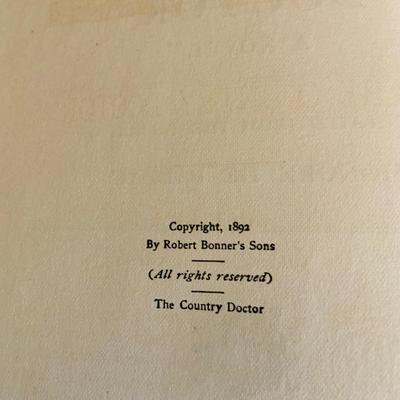 Copyright, 1892
By Robert Bonner's Sons
(All rights reserved)
The Country Doctor